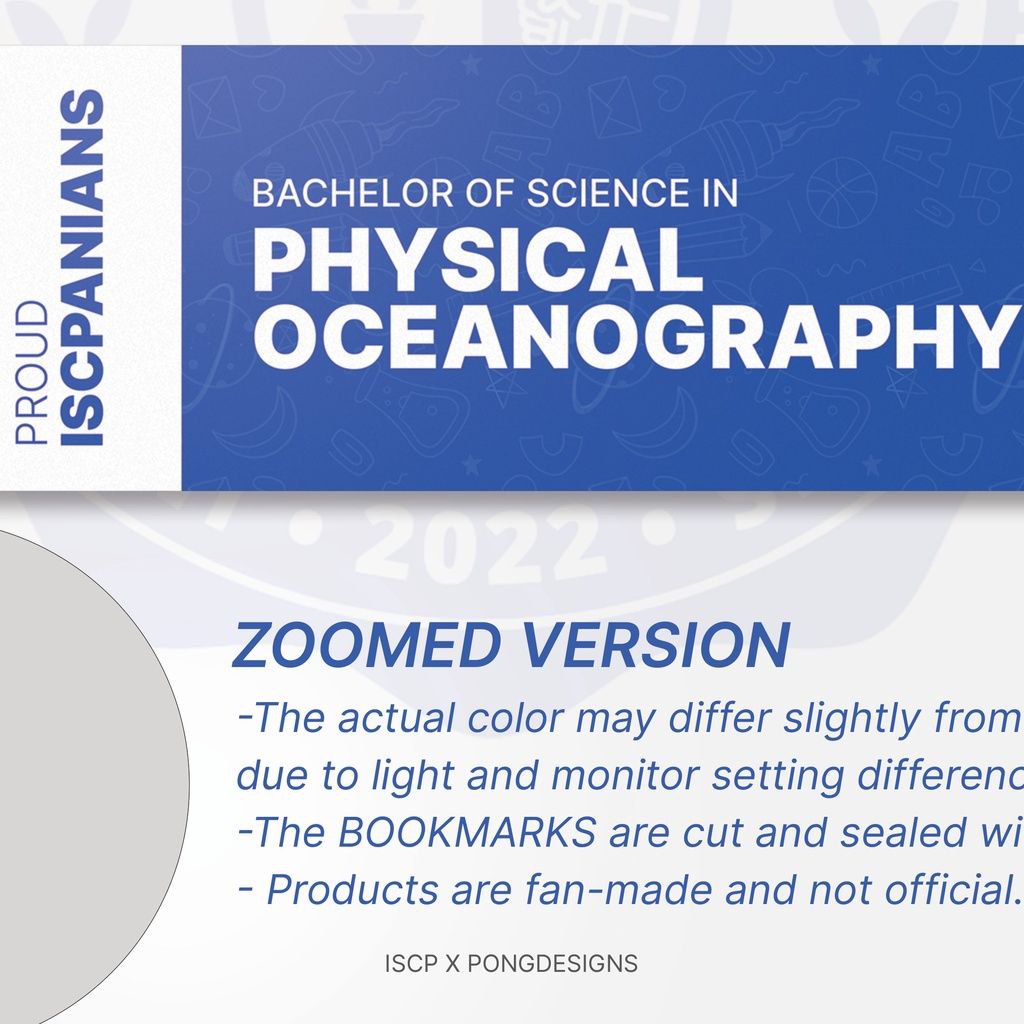 PROUD
ISCPANIANS
BACHELOR OF SCIENCE IN
PHYSICAL
OCEANOGRAPHY
2022
ZOOMED VERSION
-The actual color may differ slightly from
due to light and monitor setting
-The BOOKMARKS are cut and sealed
- Products are fan-made and not official.
ISCP X PONGDESIGNS